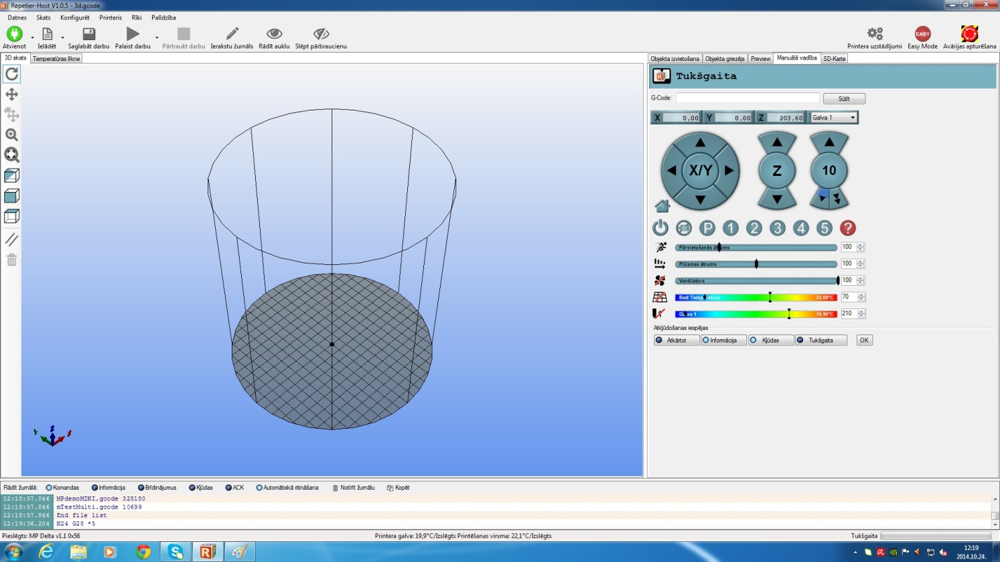 Repetier-Host V1.0.5 - 3d.gcode
Datnes Skats Konfigurēt Printeris Rīki Palīdzība
Atvienot Ielādēt Saglabāt darbu Palaist darbu Pārtraukt darbu Ierakstu žurnāls Rādīt auklu Slēpt pārbraucienu Printera uzstādījumi Easy Mode Avārijas apturēšana
EASY
3D skats Temperatūras līkne
Objekta izvietošana Objekta griezējs Preview Manuālā vadība SD-Karte
Tukšgaita
G-Code: Sūtīt
X 0,00 Y 0,00 Z 203,60 Galva 1
X/Y Z 10
P 1 2 3 4 5 ?
Pārvietošanās ātrums 100
Plūsmas ātrums 100
Ventilators 100
Bed Temperature 22,08°C 70
Galva 1 19,90°C 210
Atkļūdošanas iespējas
Atkārtot Informācija Kļūdas Tukšgaita OK
Y Z X
Rādīt žurnālā: Komandas Informācija Brīdinājumus Kļūdas ACK Automātiskā ritināšana Notīrīt žurnālu Kopēt
12:18:57.846 MPdemoMINI.gcode 325180
12:18:57.846 mTestMulti.gcode 10699
12:18:57.846 End file list
12:19:36.204 N24 G28 *5
Pieslēgts: MP Delta v1.1 0x56 Printera galva: 19,9°C/Izslēgts Printēšanas virsma: 22,1°C/Izslēgts Tukšgaita
12:19
2014.10.24.